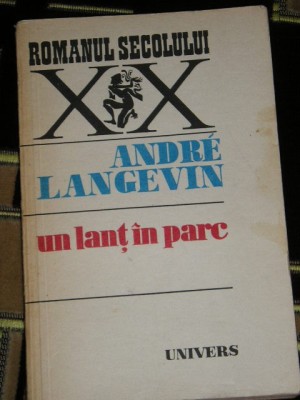 ROMANUL SECOLULUI
XX
ANDRÉ
LANGEVIN
un lanț în parc
UNIVERS